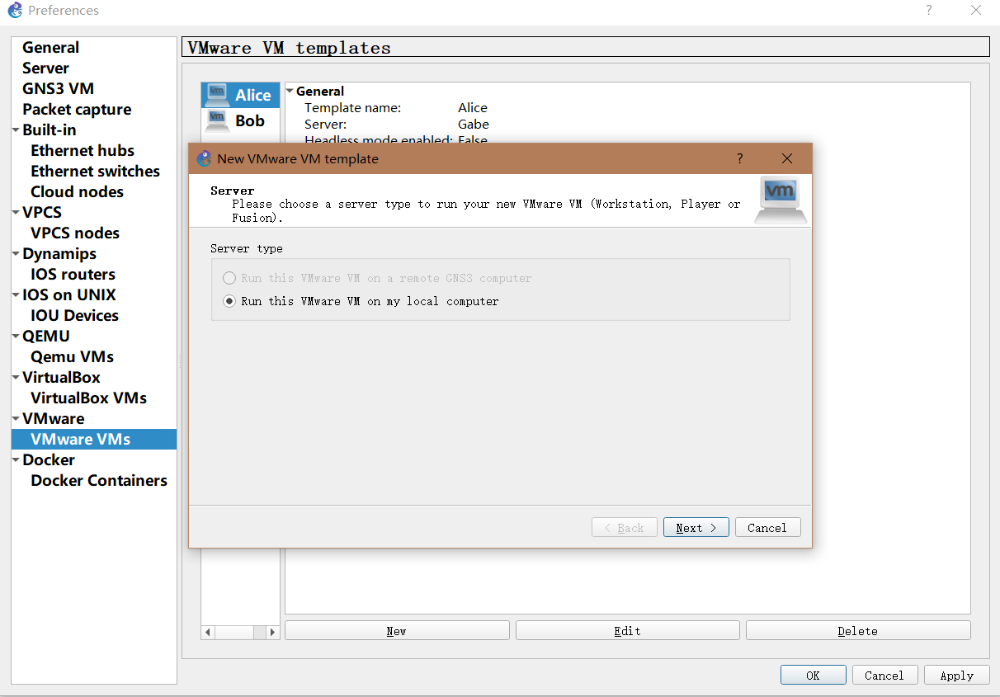 Preferences
General
Server
GNS3 VM
Packet capture
Built-in
Ethernet hubs
Ethernet switches
Cloud nodes
VPCS
VPCS nodes
Dynamips
IOS routers
IOS on UNIX
IOU Devices
QEMU
Qemu VMs
VirtualBox
VirtualBox VMs
VMware
VMware VMs
Docker
Docker Containers
VMware VM templates
vm Alice
vm Bob
General
Template name: Alice
Server: Gabe
Headless mode enabled: False
New VMware VM template
Server
Please choose a server type to run your new VMware VM (Workstation, Player or
Fusion).
vm
Server type
Run this VMware VM on a remote GNS3 computer
Run this VMware VM on my local computer
< Back Next > Cancel
New Edit Delete
OK Cancel Apply